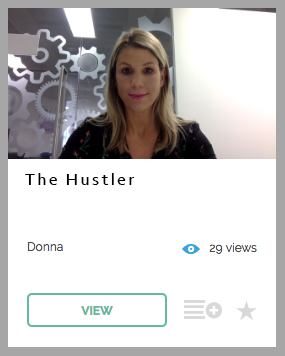 The Hustler
Donna
29 views
VIEW